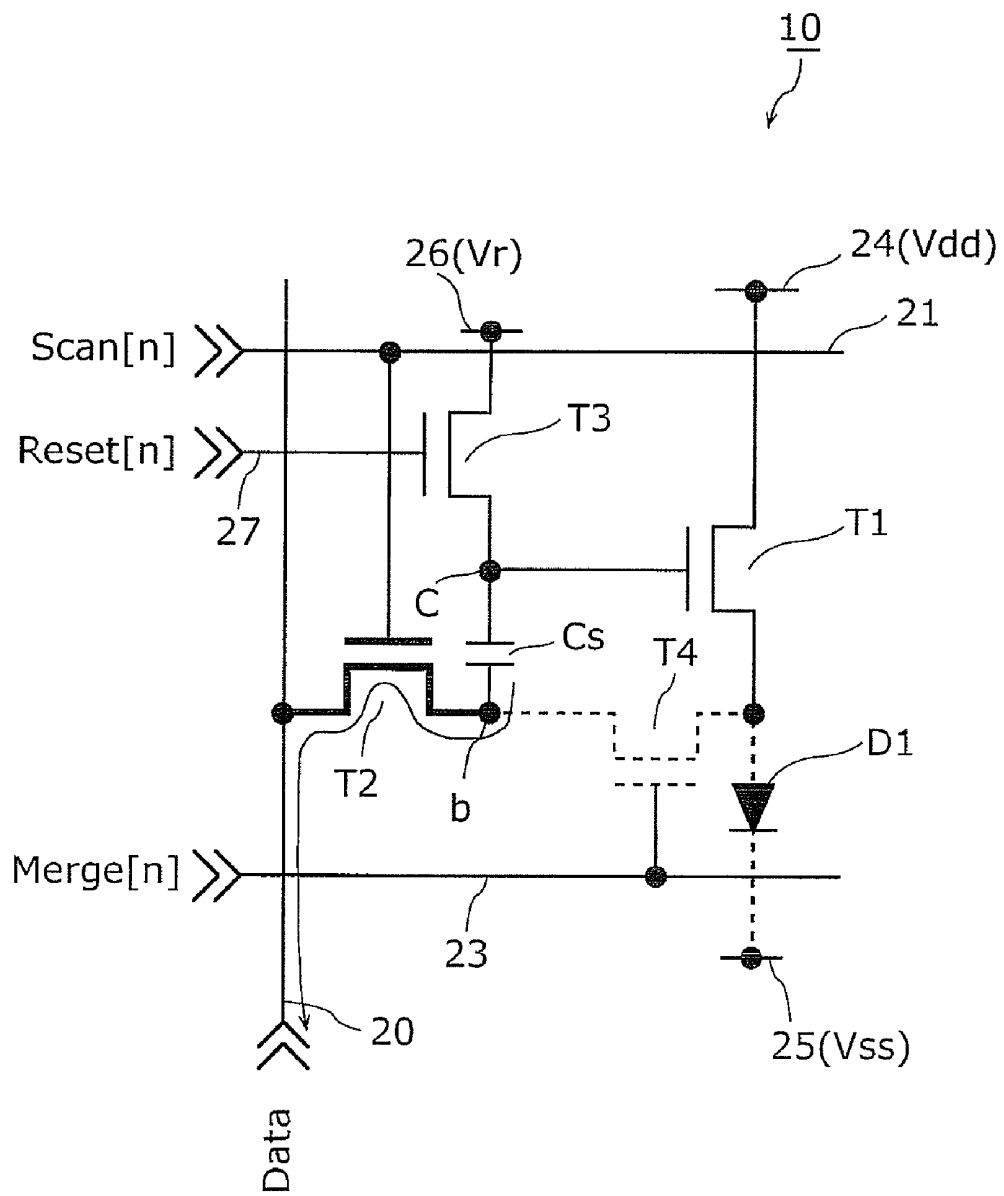 10
26(Vr)
24(Vdd)
21
Scan[n]
T3
Reset[n]
27
T1
C
Cs
T4
T2
b
D1
Merge[n]
23
20
25(Vss)
Data